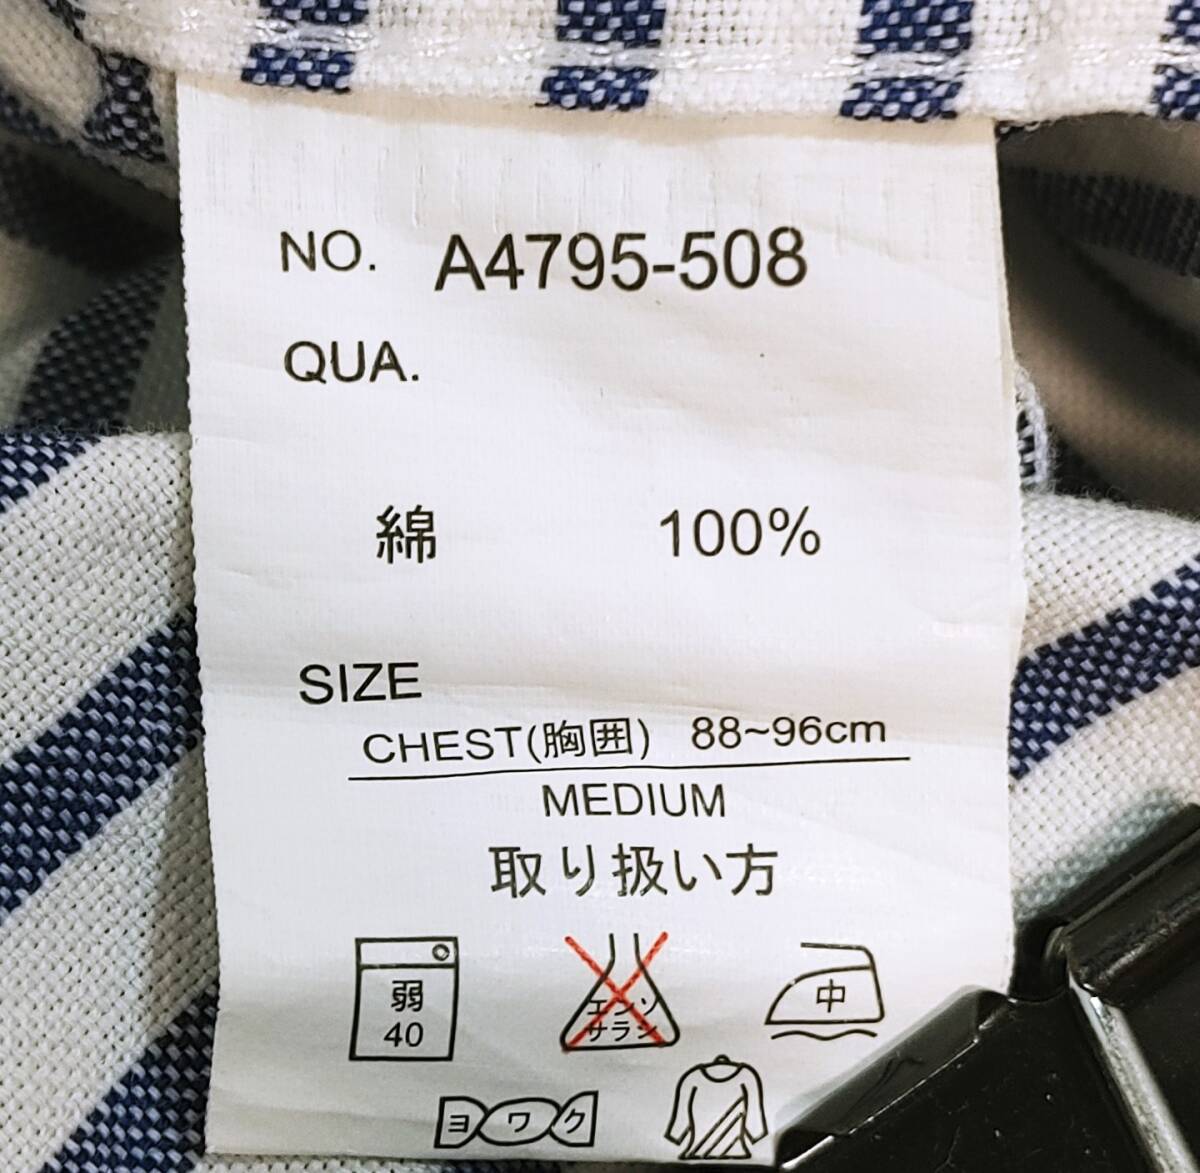 NO. A4795-508
QUA.
綿 100%
SIZE
CHEST(胸囲) 88~96cm
MEDIUM
取り扱い方
弱
40
エンソ
サラシ
中
ヨワク